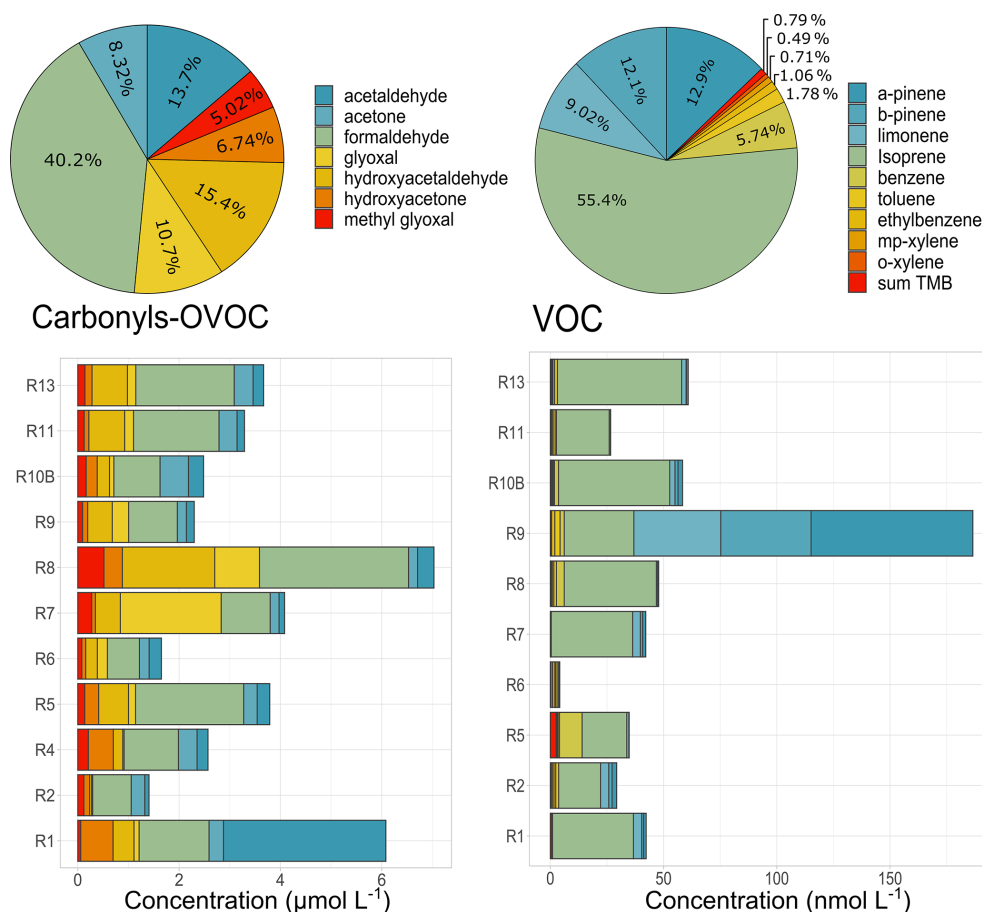 8.32%
13.7%
5.02%
6.74%
15.4%
10.7%
40.2%
acetaldehyde
acetone
formaldehyde
glyoxal
hydroxyacetaldehyde
hydroxyacetone
methyl glyoxal
Carbonyls-OVOC
0.79 %
0.49 %
0.71 %
1.06 %
1.78 %
12.1%
12.9%
9.02%
5.74%
55.4%
a-pinene
b-pinene
limonene
Isoprene
benzene
toluene
ethylbenzene
mp-xylene
o-xylene
sum TMB
VOC
R13
R11
R10B
R9
R8
R7
R6
R5
R4
R2
R1
0 2 4 6
Concentration (µmol L⁻¹)
R13
R11
R10B
R9
R8
R7
R6
R5
R2
R1
0 50 100 150
Concentration (nmol L⁻¹)